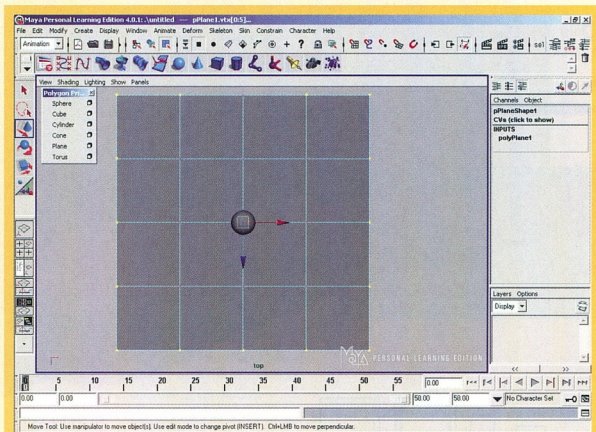 Maya Personal Learning Edition 4.0.1: .\untitled --- pPlane1.vtx[0:5]...
File Edit Modify Create Display Window Animate Deform Skeleton Skin Constrain Character Help
Animation
sel
View Shading Lighting Show Panels
Polygon Pri...
Sphere
Cube
Cylinder
Cone
Plane
Torus
Channels Object
pPlaneShape1
CVs (click to show)
INPUTS
polyPlane1
Layers Options
Display
MAYA PERSONAL LEARNING EDITION
top
5 10 15 20 25 30 35 40 45 50 55
0.00
0.00 0.00 58.00 58.00 No Character Set
Move Tool: Use manipulator to move object(s). Use edit mode to change pivot (INSERT). Ctrl+LMB to move perpendicular.